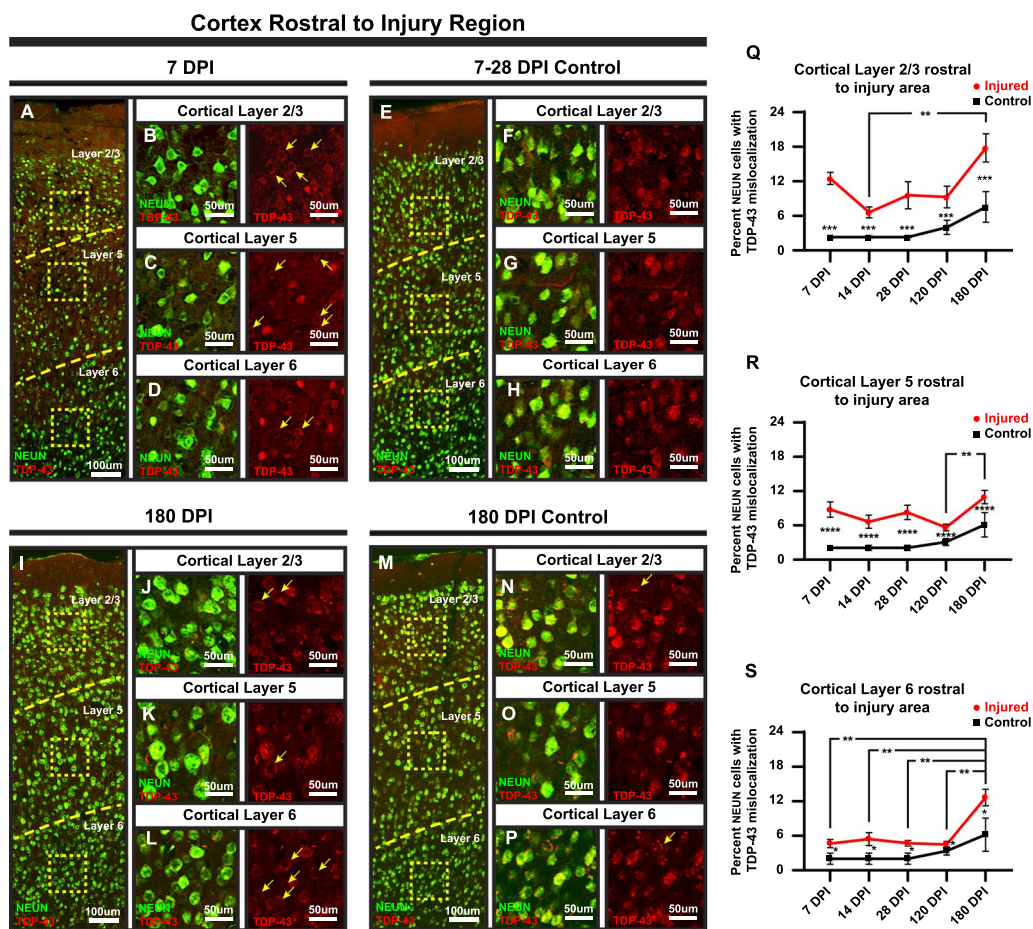 Cortex Rostral to Injury Region
7 DPI
A
Layer 2/3
Layer 5
Layer 6
NEUN
TDP-43
100um
Cortical Layer 2/3
B
NEUN
TDP-43
50um
TDP-43
50um
Cortical Layer 5
C
NEUN
TDP-43
50um
TDP-43
50um
Cortical Layer 6
D
NEUN
TDP-43
50um
TDP-43
50um
7-28 DPI Control
E
Layer 2/3
Layer 5
Layer 6
NEUN
TDP-43
100um
Cortical Layer 2/3
F
NEUN
TDP-43
50um
TDP-43
50um
Cortical Layer 5
G
NEUN
TDP-43
50um
TDP-43
50um
Cortical Layer 6
H
NEUN
TDP-43
50um
TDP-43
50um
180 DPI
I
Layer 2/3
Layer 5
Layer 6
NEUN
TDP-43
100um
Cortical Layer 2/3
J
NEUN
TDP-43
50um
TDP-43
50um
Cortical Layer 5
K
NEUN
TDP-43
50um
TDP-43
50um
Cortical Layer 6
L
NEUN
TDP-43
50um
TDP-43
50um
180 DPI Control
M
Layer 2/3
Layer 5
Layer 6
NEUN
TDP-43
100um
Cortical Layer 2/3
N
NEUN
TDP-43
50um
TDP-43
50um
Cortical Layer 5
O
NEUN
TDP-43
50um
TDP-43
50um
Cortical Layer 6
P
NEUN
TDP-43
50um
TDP-43
50um
Q
Cortical Layer 2/3 rostral
to injury area
Injured
Control
Percent NEUN cells with
TDP-43 mislocalization
24
18
12
6
0
**
***
***
***
***
***
7 DPI
14 DPI
28 DPI
120 DPI
180 DPI
R
Cortical Layer 5 rostral
to injury area
Injured
Control
Percent NEUN cells with
TDP-43 mislocalization
24
18
12
6
0
**
****
****
****
****
****
7 DPI
14 DPI
28 DPI
120 DPI
180 DPI
S
Cortical Layer 6 rostral
to injury area
Injured
Control
Percent NEUN cells with
TDP-43 mislocalization
24
18
12
6
0
**
**
**
**
*
*
*
*
*
7 DPI
14 DPI
28 DPI
120 DPI
180 DPI